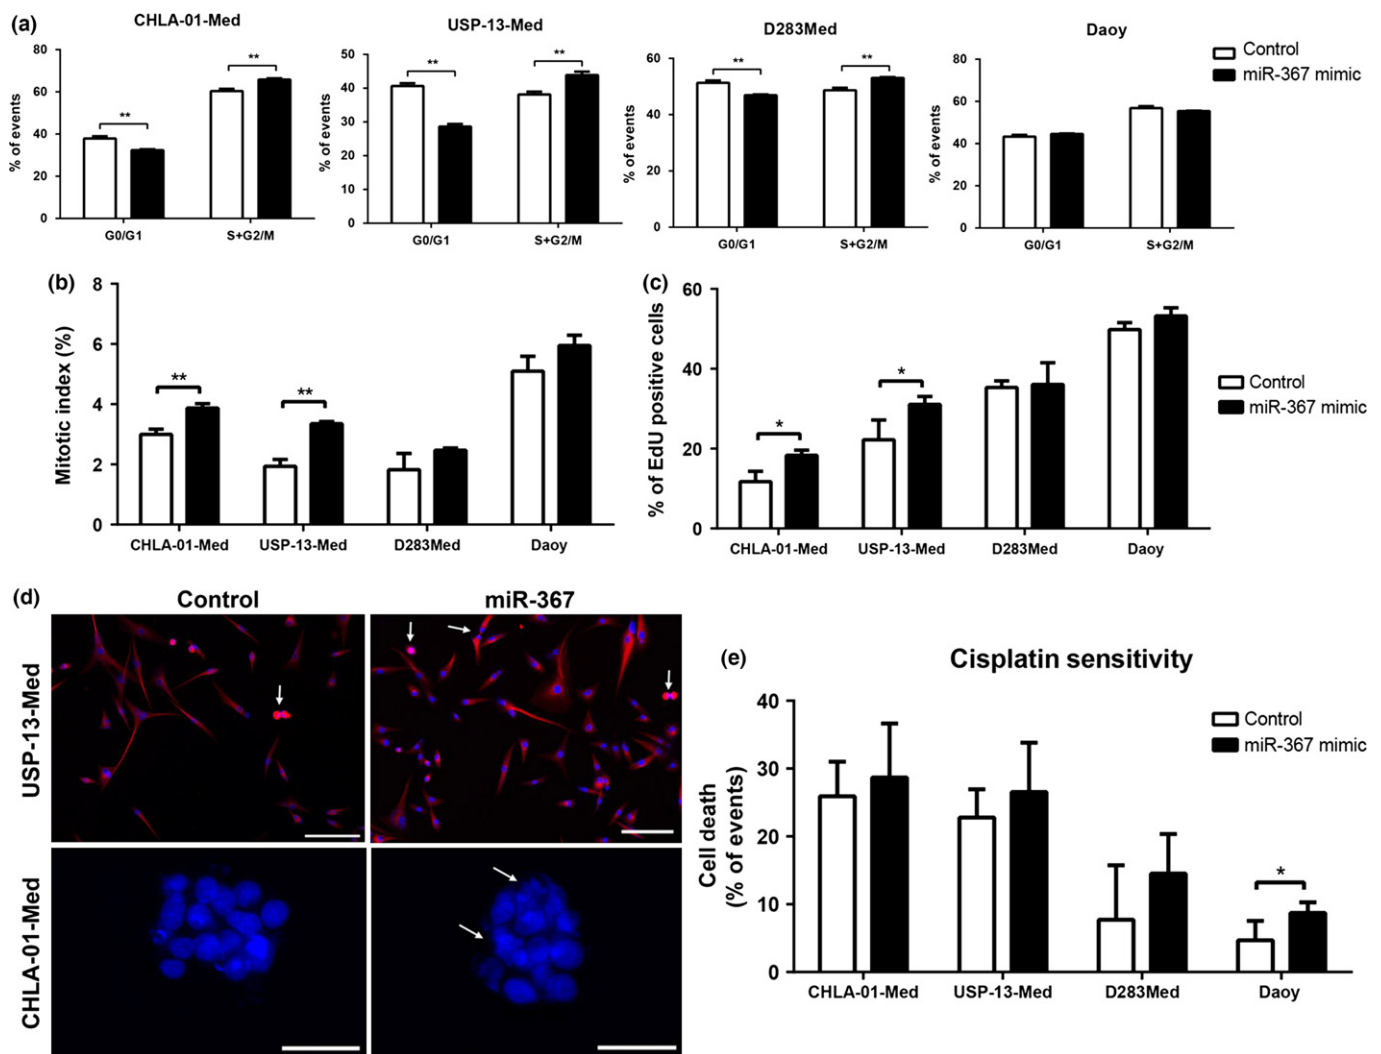 (a)
CHLA-01-Med
80
60
40
20
0
% of events
**
**
G0/G1
S+G2/M
USP-13-Med
50
40
30
20
10
0
% of events
**
**
G0/G1
S+G2/M
D283Med
60
40
20
0
% of events
**
**
G0/G1
S+G2/M
Daoy
80
60
40
20
0
% of events
G0/G1
S+G2/M
Control
miR-367 mimic
(b)
8
6
4
2
0
Mitotic index (%)
**
**
CHLA-01-Med
USP-13-Med
D283Med
Daoy
(c)
60
40
20
0
% of EdU positive cells
*
*
CHLA-01-Med
USP-13-Med
D283Med
Daoy
Control
miR-367 mimic
(d)
Control
miR-367
USP-13-Med
CHLA-01-Med
(e)
Cisplatin sensitivity
40
30
20
10
0
Cell death
(% of events)
*
CHLA-01-Med
USP-13-Med
D283Med
Daoy
Control
miR-367 mimic